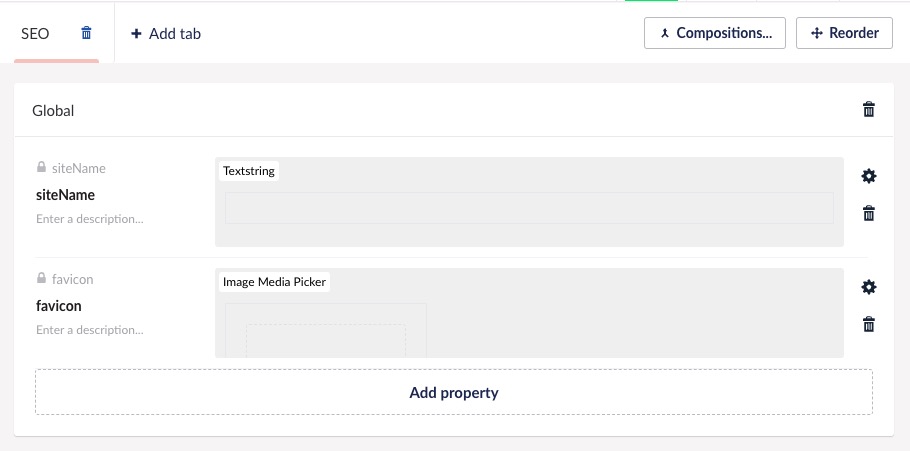 SEO
Add tab
Compositions...
Reorder
Global
siteName
siteName
Enter a description...
Textstring
favicon
favicon
Enter a description...
Image Media Picker
Add property